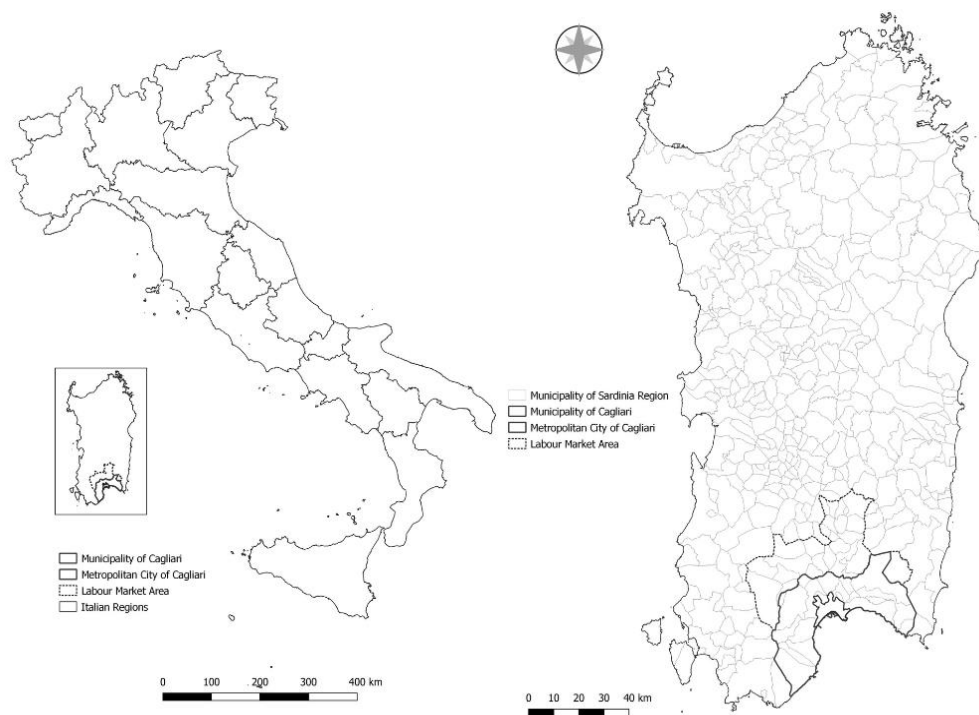 Municipality of Cagliari
Metropolitan City of Cagliari
Labour Market Area
Italian Regions
0 100 200 300 400 km
Municipality of Sardinia Region
Municipality of Cagliari
Metropolitan City of Cagliari
Labour Market Area
0 10 20 30 40 km